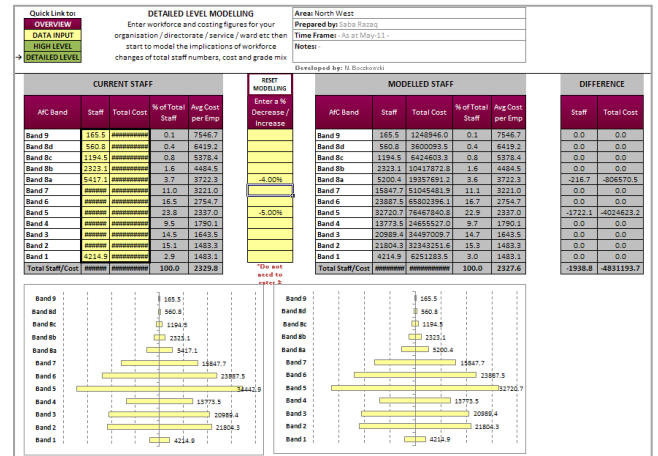 Quick Link to:
OVERVIEW
DATA INPUT
HIGH LEVEL
→ DETAILED LEVEL
DETAILED LEVEL MODELLING
Enter workforce and costing figures for your
organisation / directorate / service / ward etc then
start to model the implications of workforce
changes of total staff numbers, cost and grade mix
Area: North West
Prepared by: Saba Razaq
Time Frame: - As at May-11 -
Notes: -
Developed by: N. Boczkowski
CURRENT STAFF
AfC Band Staff Total Cost % of Total Staff Avg Cost per Emp
Band 9 165.5 ########## 0.1 7546.7
Band 8d 560.8 ########## 0.4 6419.2
Band 8c 1194.5 ########## 0.8 5378.4
Band 8b 2323.1 ########## 1.6 4484.5
Band 8a 5417.1 ########## 3.7 3722.3
Band 7 ###### ########## 11.0 3221.0
Band 6 ###### ########## 16.5 2754.7
Band 5 ###### ########## 23.8 2337.0
Band 4 ###### ########## 9.5 1790.1
Band 3 ###### ########## 14.5 1643.5
Band 2 ###### ########## 15.1 1483.3
Band 1 4214.9 ########## 2.9 1483.1
Total Staff/Cost ###### ########## 100.0 2329.8
RESET
MODELLING
Enter a %
Decrease /
Increase
-4.00%
-5.00%
*Do not
need to
enter ±
MODELLED STAFF
AfC Band Staff Total Cost % of Total Staff Avg Cost per Emp
Band 9 165.5 1248946.0 0.1 7546.7
Band 8d 560.8 3600093.5 0.4 6419.2
Band 8c 1194.5 6424603.3 0.8 5378.4
Band 8b 2323.1 10417872.8 1.6 4484.5
Band 8a 5200.4 19357691.2 3.6 3722.3
Band 7 15847.7 51045481.9 11.1 3221.0
Band 6 23887.5 65802396.1 16.7 2754.7
Band 5 32720.7 76467840.8 22.9 2337.0
Band 4 13773.5 24655527.0 9.7 1790.1
Band 3 20989.4 34497009.7 14.7 1643.5
Band 2 21804.3 32343251.6 15.3 1483.3
Band 1 4214.9 6251283.5 3.0 1483.1
Total Staff/Cost ###### ########## 100.0 2327.6
DIFFERENCE
Staff Total Cost
0.0 0.0
0.0 0.0
0.0 0.0
0.0 0.0
-216.7 -806570.5
0.0 0.0
0.0 0.0
-1722.1 -4024623.2
0.0 0.0
0.0 0.0
0.0 0.0
0.0 0.0
-1938.8 -4831193.7
Band 9 165.5
Band 8d 560.8
Band 8c 1194.5
Band 8b 2323.1
Band 8a 5417.1
Band 7 15847.7
Band 6 23887.5
Band 5 34442.9
Band 4 13773.5
Band 3 20989.4
Band 2 21804.3
Band 1 4214.9
Band 9 165.5
Band 8d 560.8
Band 8c 1194.5
Band 8b 2323.1
Band 8a 5200.4
Band 7 15847.7
Band 6 23887.5
Band 5 32720.7
Band 4 13773.5
Band 3 20989.4
Band 2 21804.3
Band 1 4214.9